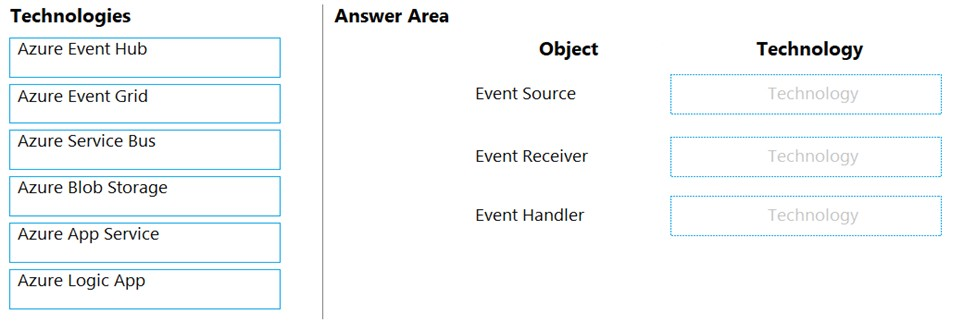 Technologies
Azure Event Hub
Azure Event Grid
Azure Service Bus
Azure Blob Storage
Azure App Service
Azure Logic App
Answer Area
Object Technology
Event Source Technology
Event Receiver Technology
Event Handler Technology